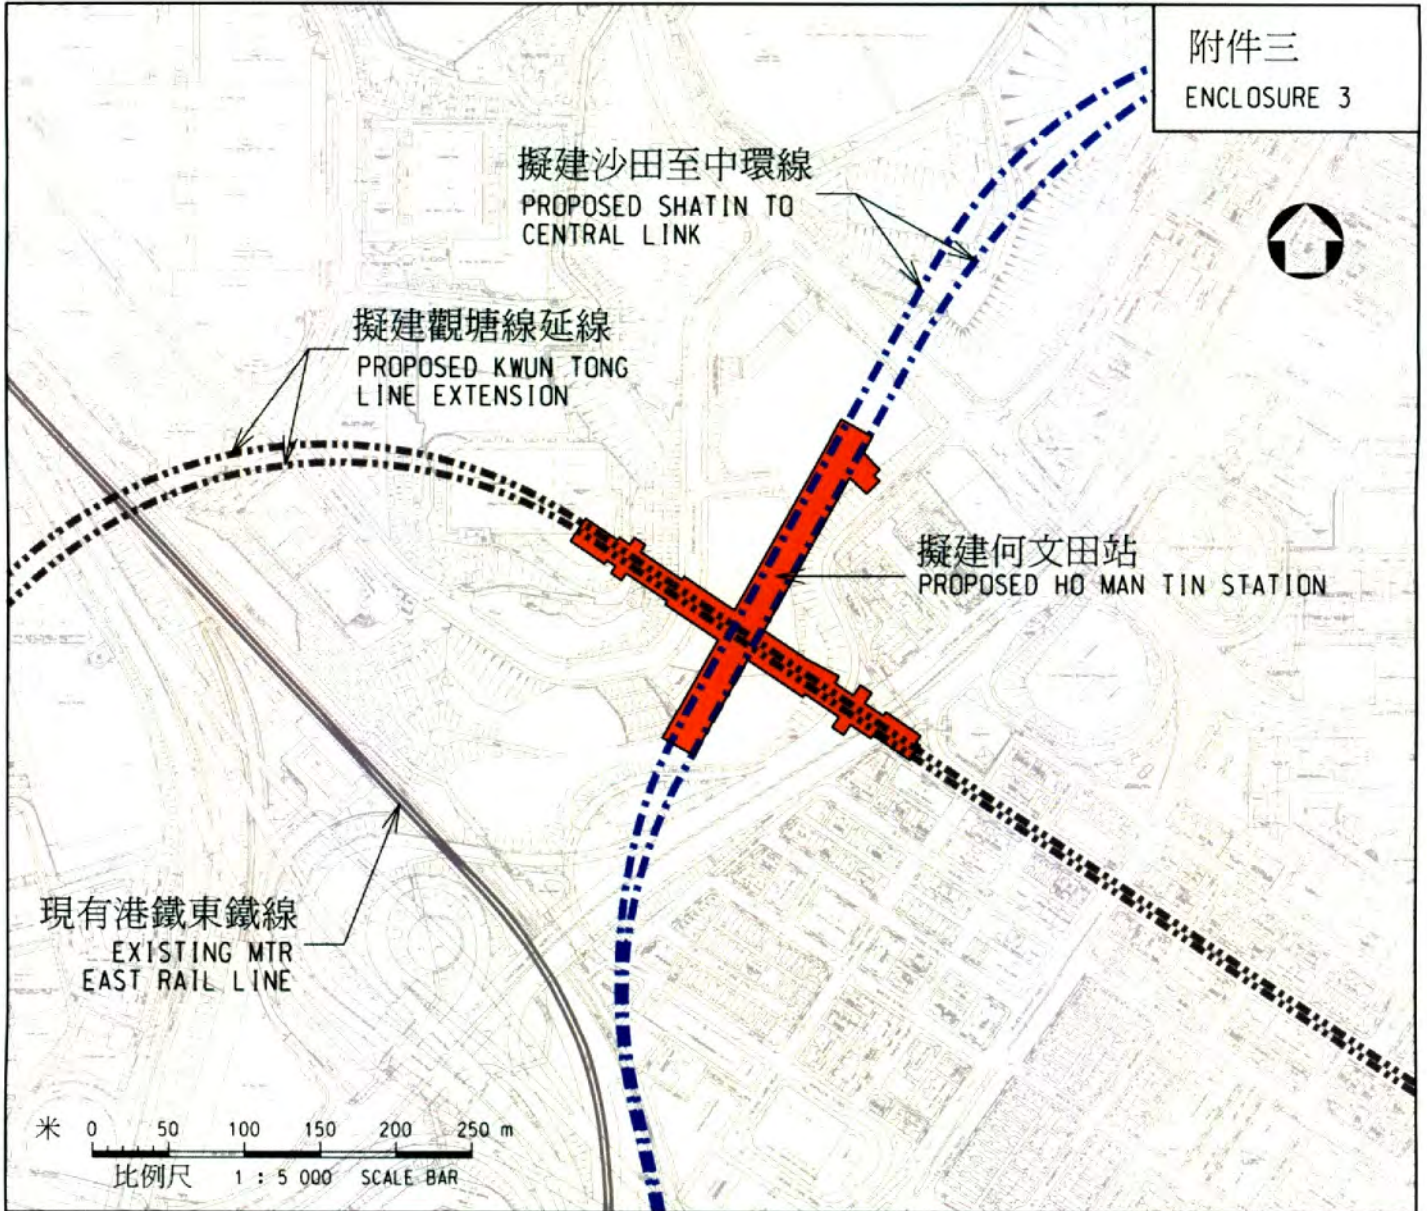 附件三
ENCLOSURE 3
擬建沙田至中環線
PROPOSED SHATIN TO
CENTRAL LINK
擬建觀塘線延線
PROPOSED KWUN TONG
LINE EXTENSION
擬建何文田站
PROPOSED HO MAN TIN STATION
現有港鐵東鐵線
EXISTING MTR
EAST RAIL LINE
米 0 50 100 150 200 250 m
比例尺 1 : 5 000 SCALE BAR